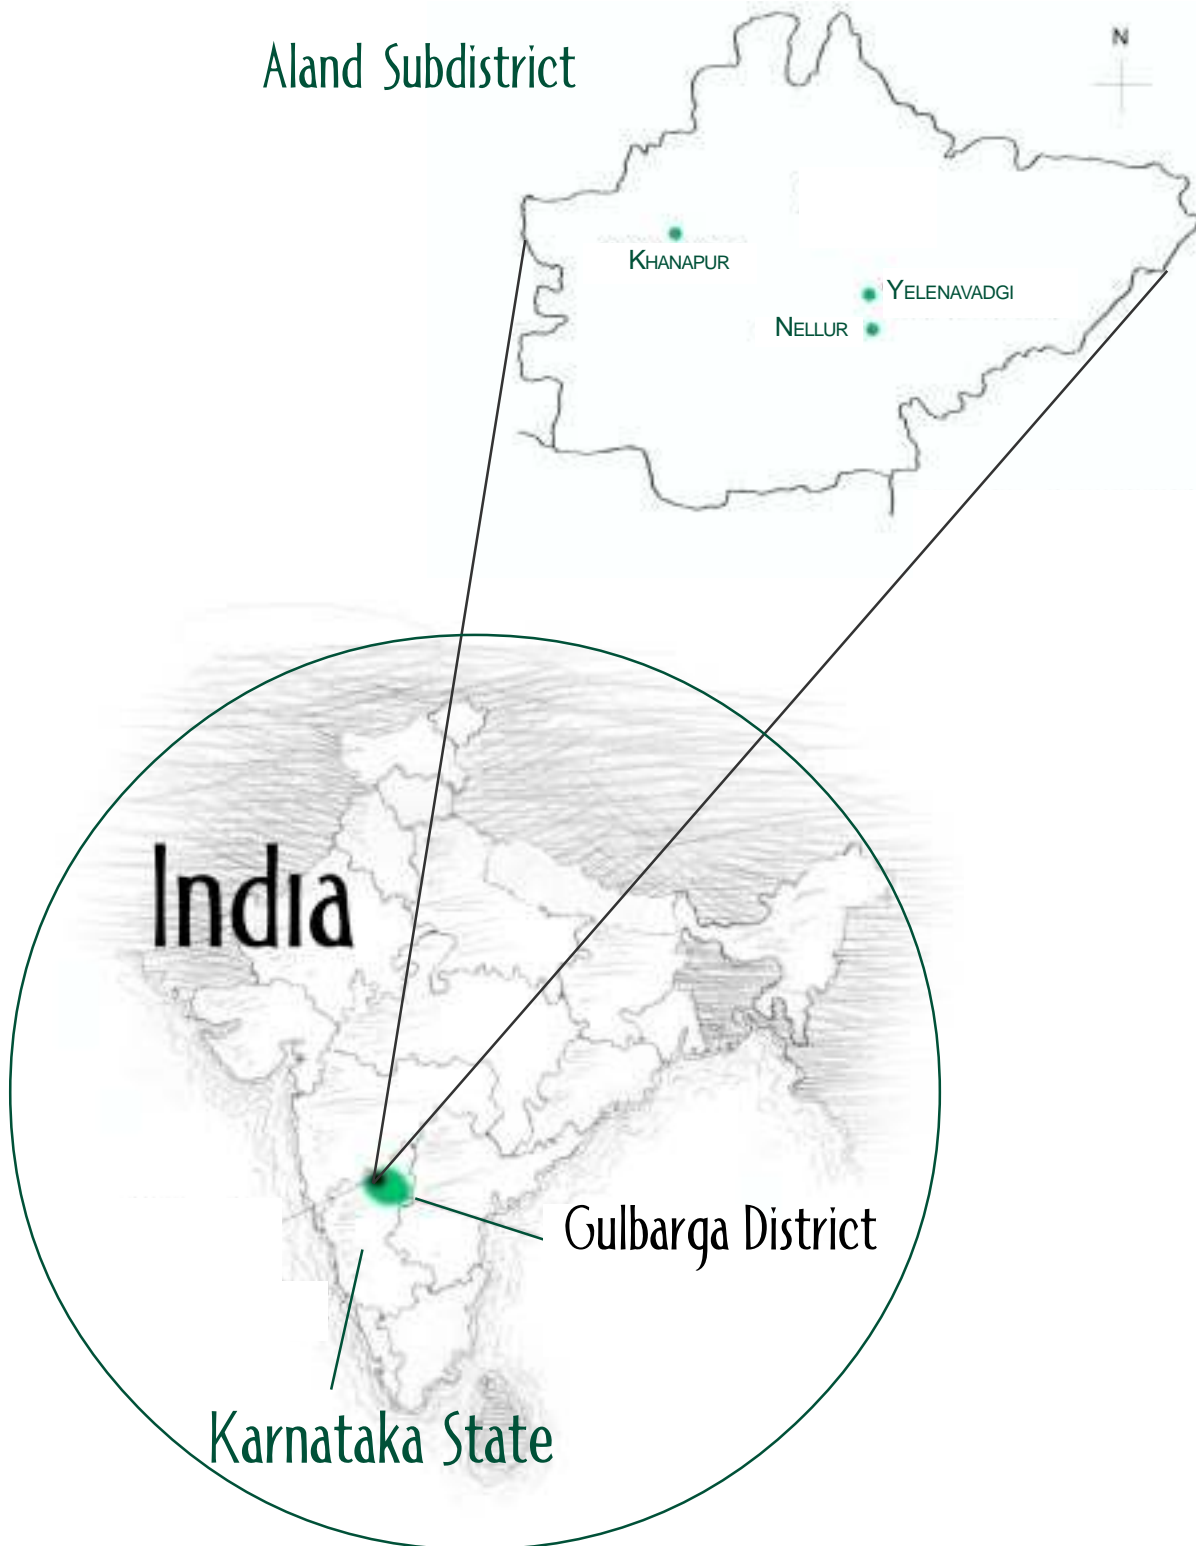 Aland Subdistrict
N
KHANAPUR
YELENAVADGI
NELLUR
India
Gulbarga District
Karnataka State